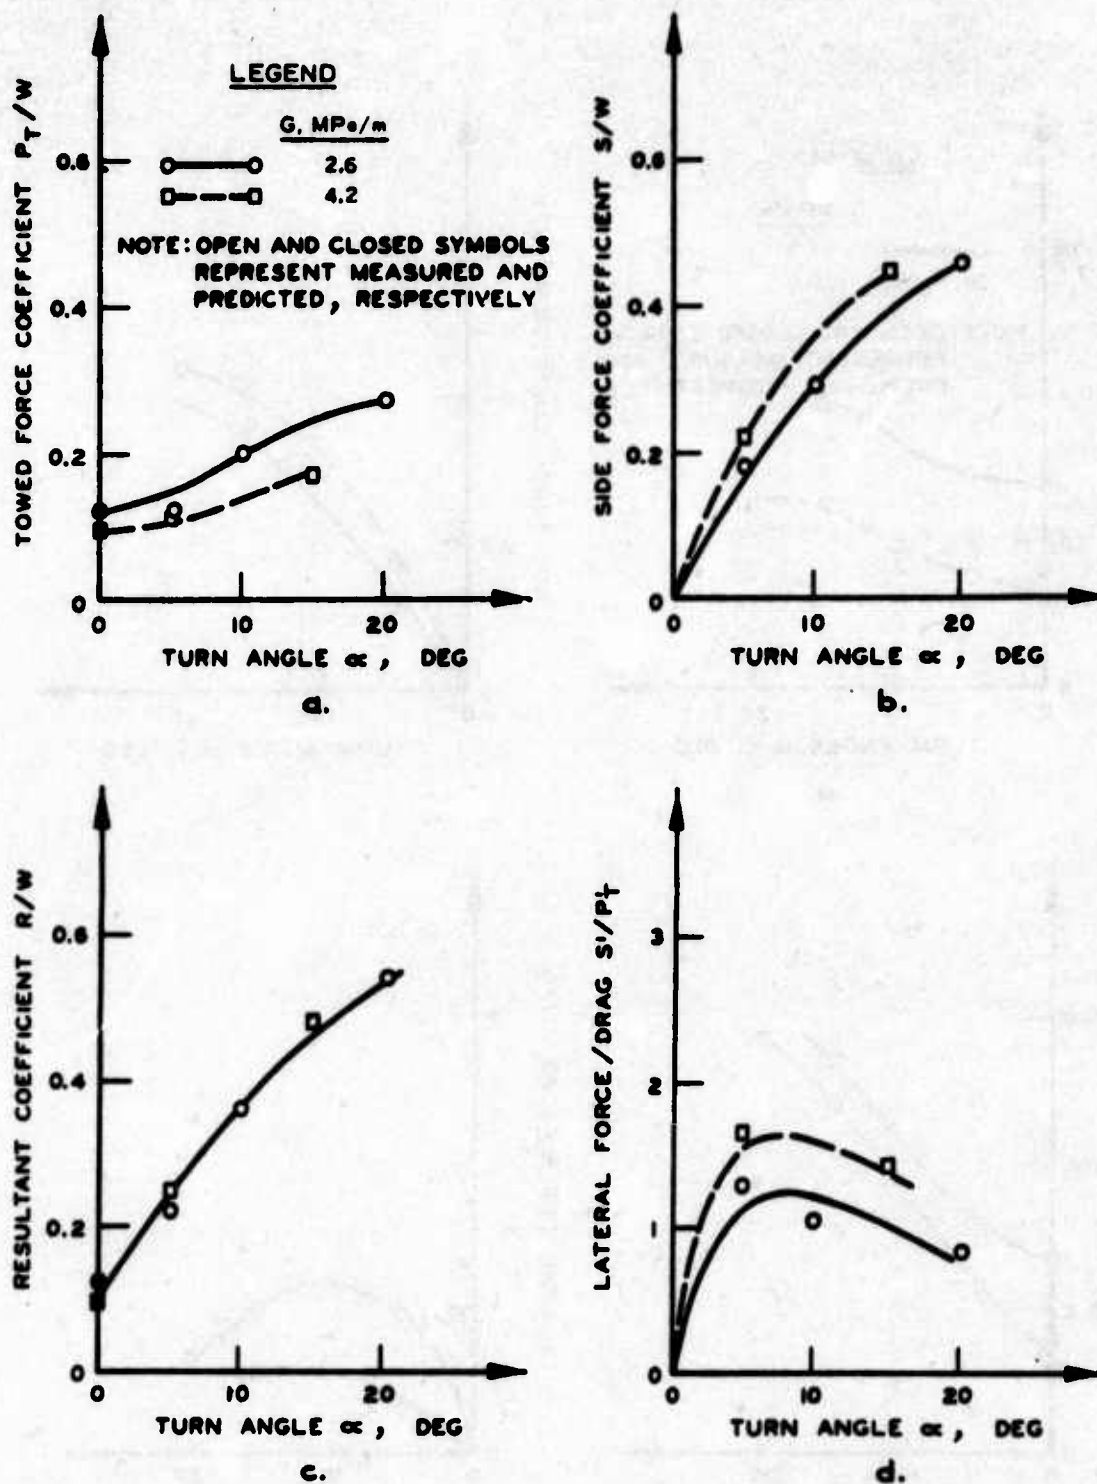 TOWED FORCE COEFFICIENT P_T/W
LEGEND
G, MPa/m
2.6
4.2
NOTE: OPEN AND CLOSED SYMBOLS
REPRESENT MEASURED AND
PREDICTED, RESPECTIVELY
0.6
0.4
0.2
0
0 10 20
TURN ANGLE α, DEG
a.
SIDE FORCE COEFFICIENT S/W
0.6
0.4
0.2
0
0 10 20
TURN ANGLE α, DEG
b.
RESULTANT COEFFICIENT R/W
0.6
0.4
0.2
0
0 10 20
TURN ANGLE α, DEG
c.
LATERAL FORCE/DRAG S'/P'_T
3
2
1
0
0 10 20
TURN ANGLE α, DEG
d.